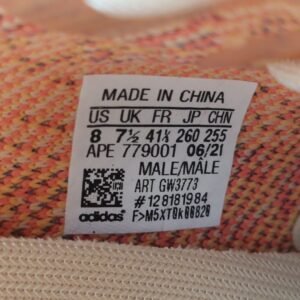 MADE IN CHINA
US UK FR JP CHN
8 7½ 41⅓ 260 255
APE 779001 06/21
MALE/MÂLE
ART GW3773
#128181984
adidas